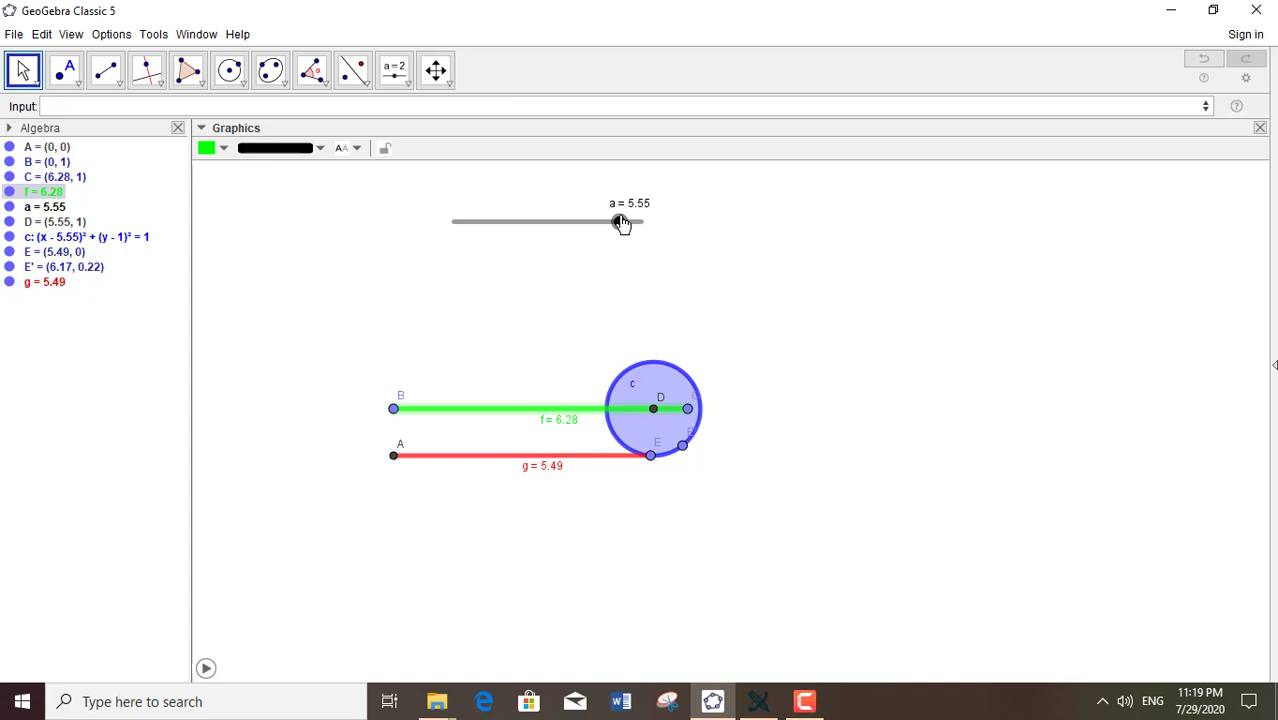 GeoGebra Classic 5
File Edit View Options Tools Window Help
Sign in
A
α
a = 2
Input:
Algebra
Graphics
AA
A = (0, 0)
B = (0, 1)
C = (6.28, 1)
f = 6.28
a = 5.55
D = (5.55, 1)
c: (x - 5.55)² + (y - 1)² = 1
E = (5.49, 0)
E' = (6.17, 0.22)
g = 5.49
a = 5.55
c
B
D
f = 6.28
A
E
g = 5.49
Type here to search
ENG
11:19 PM
7/29/2020